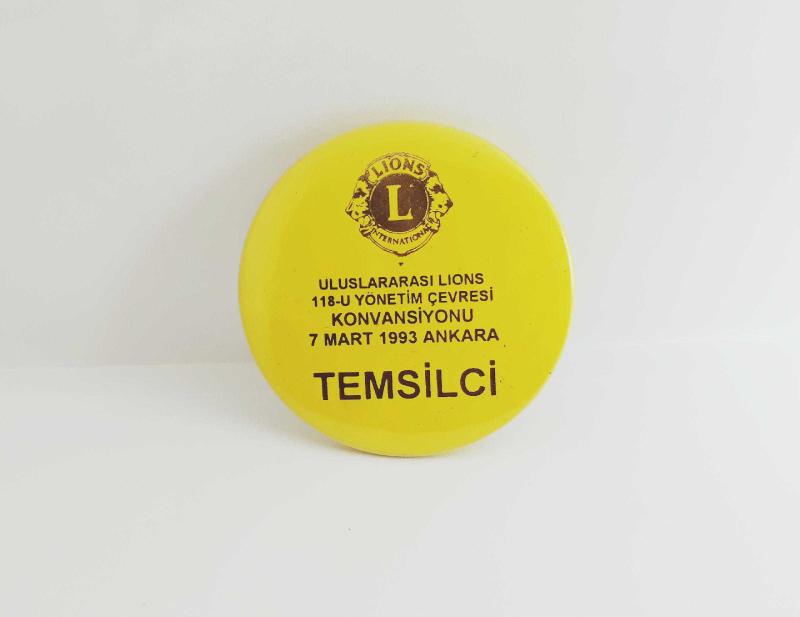 LIONS
L
INTERNATIONAL
ULUSLARARASI LIONS
118-U YÖNETİM ÇEVRESİ
KONVANSİYONU
7 MART 1993 ANKARA
TEMSİLCİ